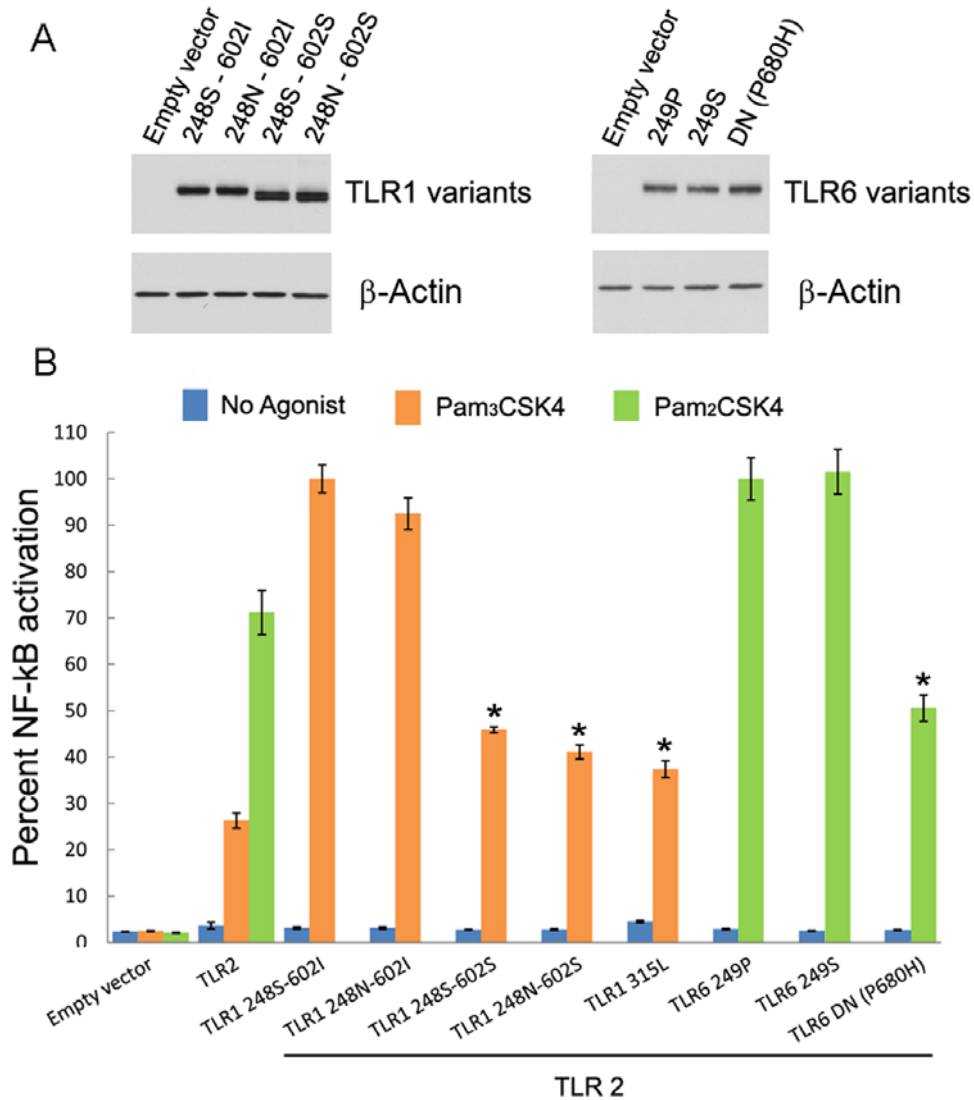 A
Empty vector
248S - 602I
248N - 602I
248S - 602S
248N - 602S
TLR1 variants
β-Actin
Empty vector
249P
249S
DN (P680H)
TLR6 variants
β-Actin
B
No Agonist
Pam₃CSK4
Pam₂CSK4
Percent NF-kB activation
110
100
90
80
70
60
50
40
30
20
10
0
*
*
*
*
Empty vector
TLR2
TLR1 248S-602I
TLR1 248N-602I
TLR1 248S-602S
TLR1 248N-602S
TLR1 315L
TLR6 249P
TLR6 249S
TLR6 DN (P680H)
TLR 2